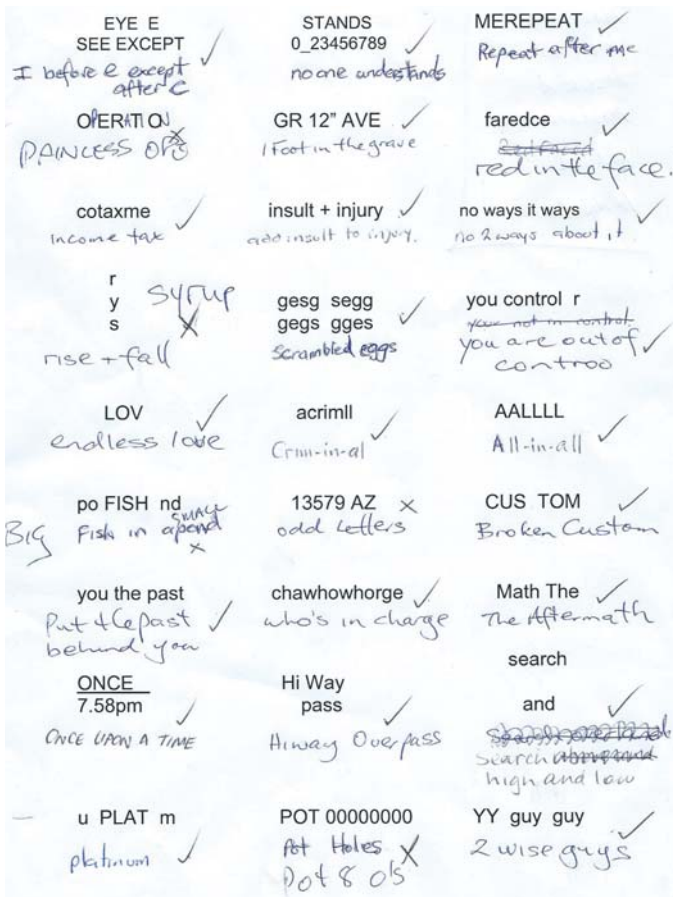 EYE E STANDS MEREPEAT
SEE EXCEPT 0_23456789 Repeat after me
I before e except no one understands
after C
OPERATION GR 12" AVE faredce
PAINLESS OPS 1 Foot in the grave red in the face.
cotaxme insult + injury no ways it ways
income tax add insult to injury. no 2 ways about it
r
y syrup gesg segg you control r
s gegs gges you are out of
rise + fall scrambled eggs controo
LOV acrimll AALLLL
endless love Crim-in-al All-in-all
po FISH nd 13579 AZ CUS TOM
BIG Fish in a SMALL pond odd letters Broken Custom
you the past chawhowhorge Math The
Put the past who's in charge The Aftermath
behind you
search
ONCE Hi Way
7.58pm pass and
ONCE UPON A TIME Hiway Overpass search
high and low
u PLAT m POT 00000000 YY guy guy
platinum Pot Holes 2 wise guys
Pot 8 o's